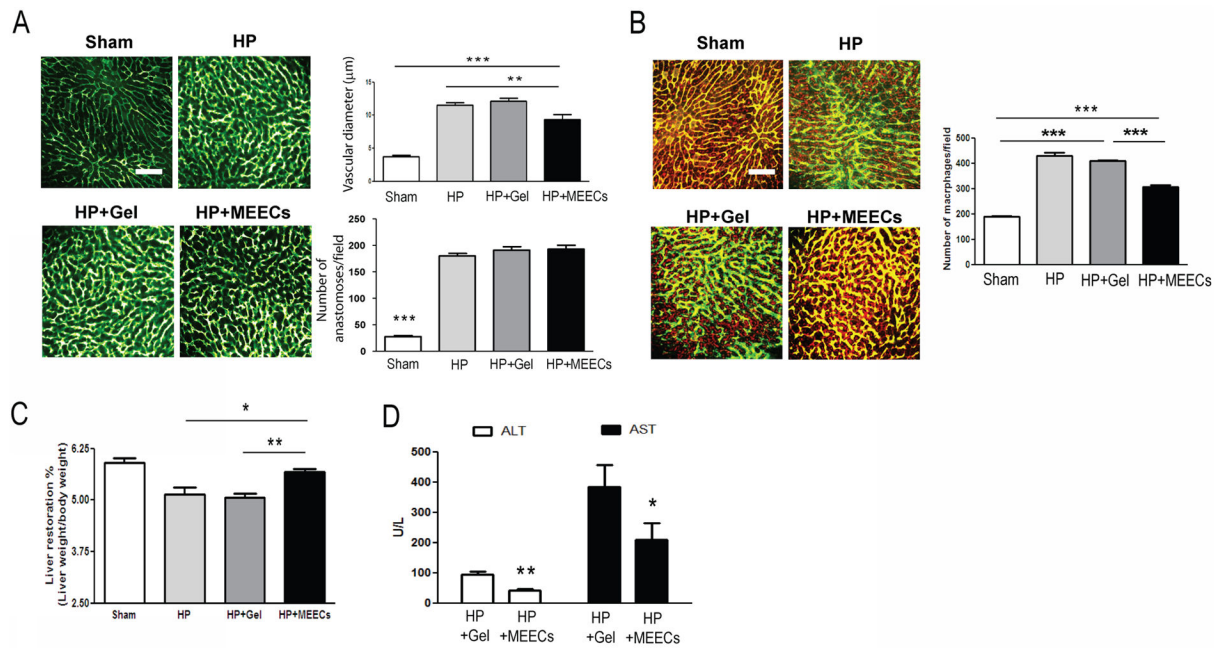 A
Sham
HP
HP+Gel
HP+MEECs
Vascular diameter (μm)
15
10
5
0
***
**
Sham
HP
HP+Gel
HP+MEECs
Number of
anastomoses/field
250
200
150
100
50
0
***
Sham
HP
HP+Gel
HP+MEECs
B
Sham
HP
HP+Gel
HP+MEECs
Number of macrphages/field
500
400
300
200
100
0
***
***
***
Sham
HP
HP+Gel
HP+MEECs
C
Liver restoration %
(Liver weight/body weight)
6.25
5.00
3.75
2.50
*
**
Sham
HP
HP+Gel
HP+MEECs
D
ALT
AST
U/L
500
400
300
200
100
0
**
*
HP
+Gel
HP
+MEECs
HP
+Gel
HP
+MEECs